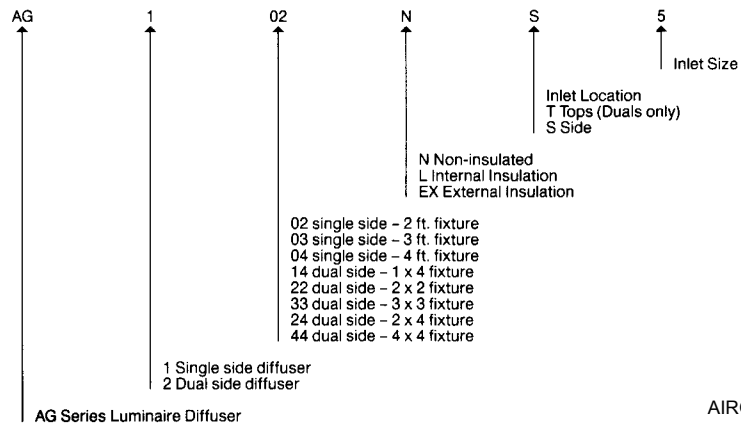 AG 1 02 N S 5
Inlet Size
Inlet Location
T Tops (Duals only)
S Side
N Non-insulated
L Internal Insulation
EX External Insulation
02 single side – 2 ft. fixture
03 single side – 3 ft. fixture
04 single side – 4 ft. fixture
14 dual side – 1 x 4 fixture
22 dual side – 2 x 2 fixture
33 dual side – 3 x 3 fixture
24 dual side – 2 x 4 fixture
44 dual side – 4 x 4 fixture
1 Single side diffuser
2 Dual side diffuser
AG Series Luminaire Diffuser